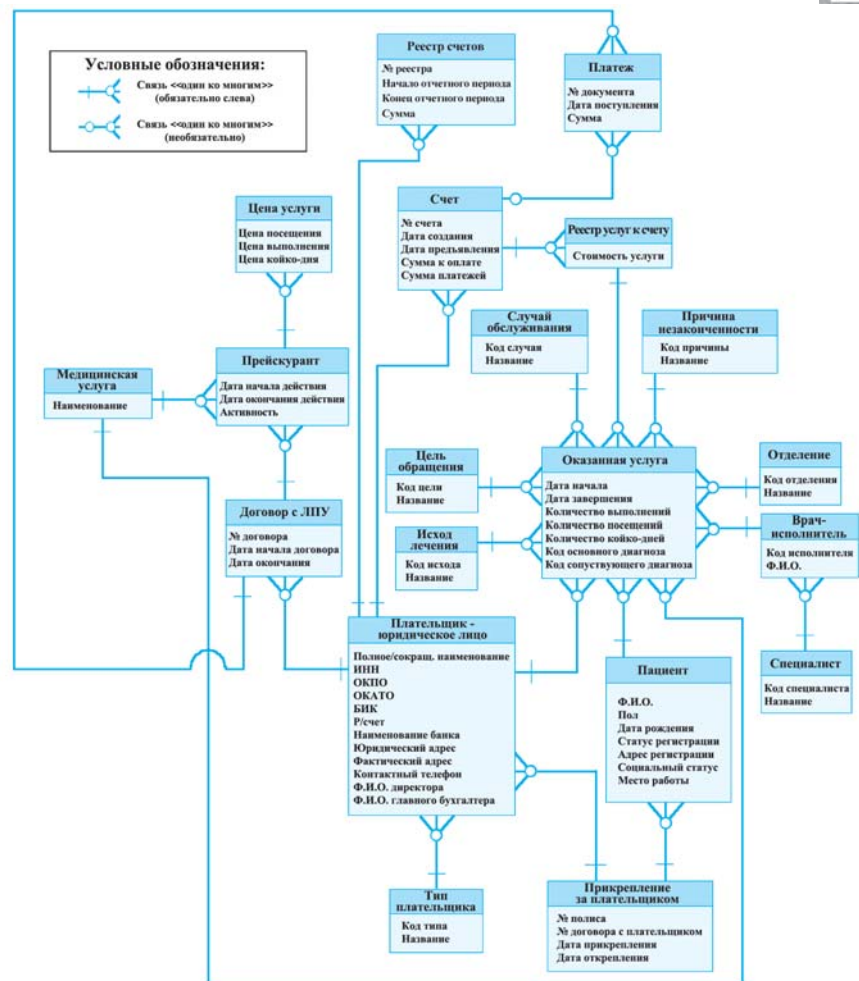 Условные обозначения:
Связь «один ко многим»
(обязательно слева)
Связь «один ко многим»
(необязательно)
Реестр счетов
№ реестра
Начало отчетного периода
Конец отчетного периода
Сумма
Платеж
№ документа
Дата поступления
Сумма
Цена услуги
Цена посещения
Цена выполнения
Цена койко-дня
Счет
№ счета
Дата создания
Дата предъявления
Сумма к оплате
Сумма платежей
Реестр услуг к счету
Стоимость услуги
Случай
обслуживания
Код случая
Название
Причина
незаконченности
Код причины
Название
Медицинская
услуга
Наименование
Прейскурант
Дата начала действия
Дата окончания действия
Активность
Цель
обращения
Код цели
Название
Оказанная услуга
Дата начала
Дата завершения
Количество выполнений
Количество посещений
Количество койко-дней
Код основного диагноза
Код сопуствующего диагноза
Отделение
Код отделения
Название
Договор с ЛПУ
№ договора
Дата начала договора
Дата окончания
Исход
лечения
Код исхода
Название
Врач-
исполнитель
Код исполнителя
Ф.И.О.
Плательщик -
юридическое лицо
Полное/сокращ. наименование
ИНН
ОКПО
ОКАТО
БИК
Р/счет
Наименование банка
Юридический адрес
Фактический адрес
Контактный телефон
Ф.И.О. директора
Ф.И.О. главного бухгалтера
Пациент
Ф.И.О.
Пол
Дата рождения
Статус регистрации
Адрес регистрации
Социальный статус
Место работы
Специалист
Код специалиста
Название
Тип
плательщика
Код типа
Название
Прикрепление
за плательщиком
№ полиса
№ договора с плательщиком
Дата прикрепления
Дата открепления